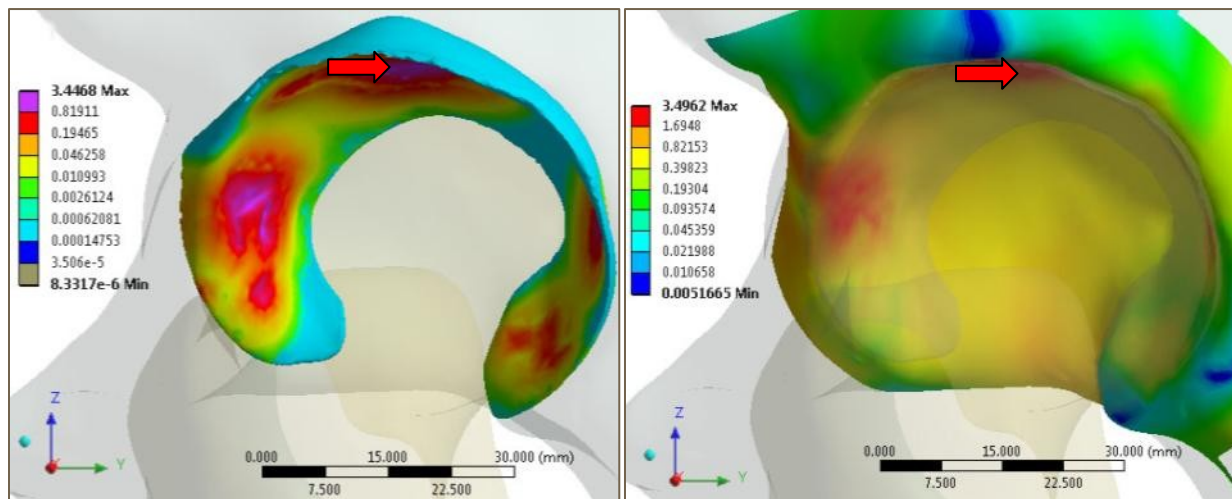 3.4468 Max
0.81911
0.19465
0.046258
0.010993
0.0026124
0.00062081
0.00014753
3.506e-5
8.3317e-6 Min
Z
Y
0.000
15.000
30.000 (mm)
7.500
22.500
3.4962 Max
1.6948
0.82153
0.39823
0.19304
0.093574
0.045359
0.021988
0.010658
0.0051665 Min
Z
Y
0.000
15.000
30.000 (mm)
7.500
22.500